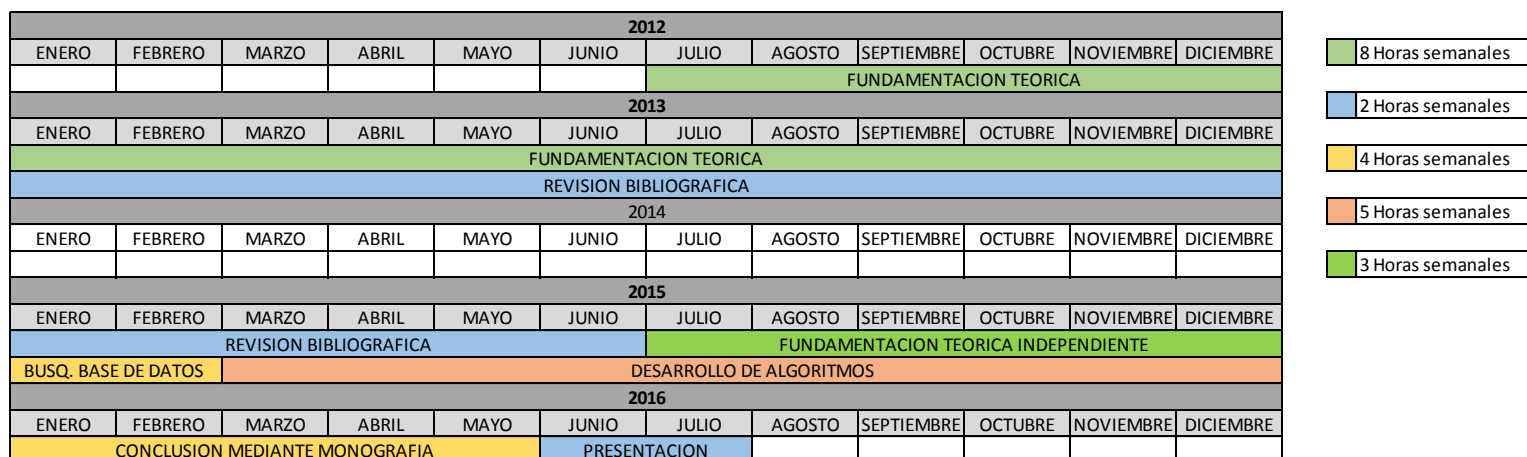 2012
ENERO FEBRERO MARZO ABRIL MAYO JUNIO JULIO AGOSTO SEPTIEMBRE OCTUBRE NOVIEMBRE DICIEMBRE
FUNDAMENTACION TEORICA
2013
ENERO FEBRERO MARZO ABRIL MAYO JUNIO JULIO AGOSTO SEPTIEMBRE OCTUBRE NOVIEMBRE DICIEMBRE
FUNDAMENTACION TEORICA
REVISION BIBLIOGRAFICA
2014
ENERO FEBRERO MARZO ABRIL MAYO JUNIO JULIO AGOSTO SEPTIEMBRE OCTUBRE NOVIEMBRE DICIEMBRE
2015
ENERO FEBRERO MARZO ABRIL MAYO JUNIO JULIO AGOSTO SEPTIEMBRE OCTUBRE NOVIEMBRE DICIEMBRE
REVISION BIBLIOGRAFICA FUNDAMENTACION TEORICA INDEPENDIENTE
BUSQ. BASE DE DATOS DESARROLLO DE ALGORITMOS
2016
ENERO FEBRERO MARZO ABRIL MAYO JUNIO JULIO AGOSTO SEPTIEMBRE OCTUBRE NOVIEMBRE DICIEMBRE
CONCLUSION MEDIANTE MONOGRAFIA PRESENTACION
8 Horas semanales
2 Horas semanales
4 Horas semanales
5 Horas semanales
3 Horas semanales